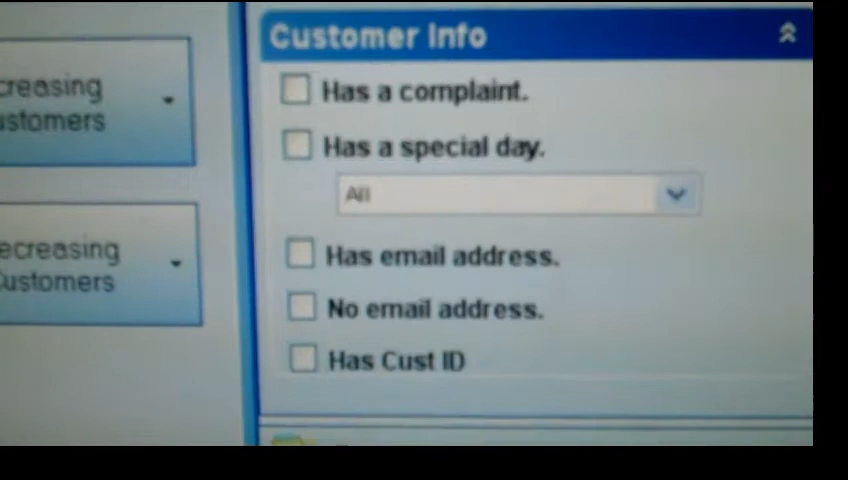 Customer Info
creasing
ustomers
Has a complaint.
Has a special day.
All
ecreasing
Customers
Has email address.
No email address.
Has Cust ID